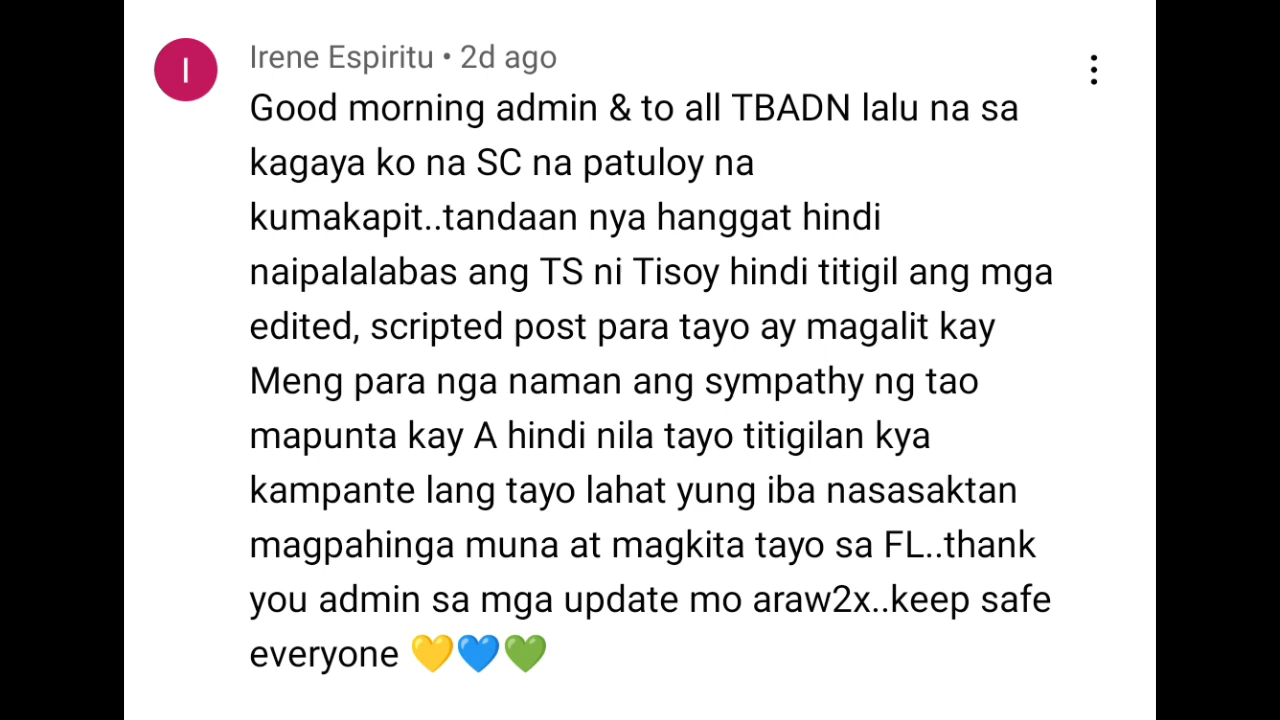 I
Irene Espiritu • 2d ago
Good morning admin & to all TBADN lalu na sa
kagaya ko na SC na patuloy na
kumakapit..tandaan nya hanggat hindi
naipalalabas ang TS ni Tisoy hindi titigil ang mga
edited, scripted post para tayo ay magalit kay
Meng para nga naman ang sympathy ng tao
mapunta kay A hindi nila tayo titigilan kya
kampante lang tayo lahat yung iba nasasaktan
magpahinga muna at magkita tayo sa FL..thank
you admin sa mga update mo araw2x..keep safe
everyone 💛💙💚